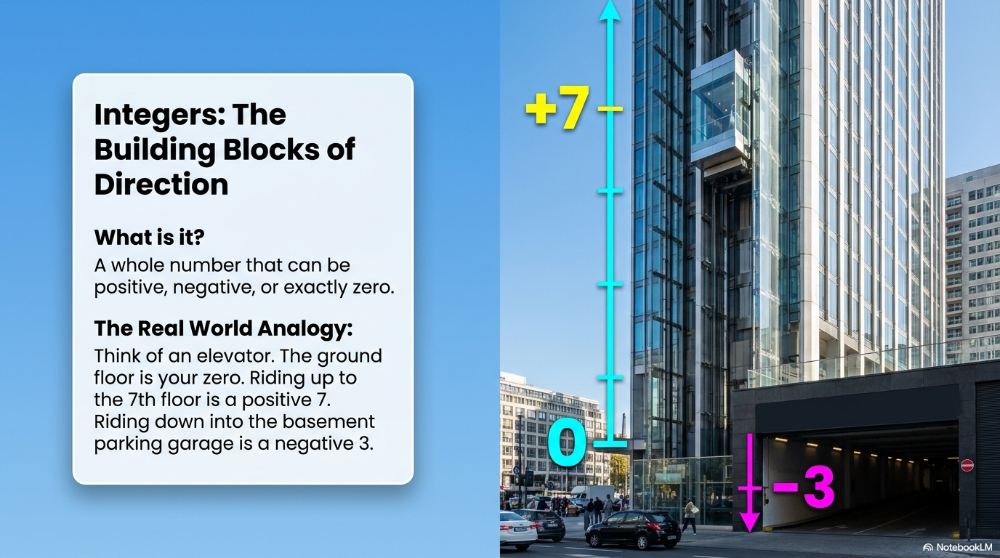 Integers: The
Building Blocks of
Direction
What is it?
A whole number that can be
positive, negative, or exactly zero.
The Real World Analogy:
Think of an elevator. The ground
floor is your zero. Riding up to
the 7th floor is a positive 7.
Riding down into the basement
parking garage is a negative 3.
+7
0
-3
NotebookLM